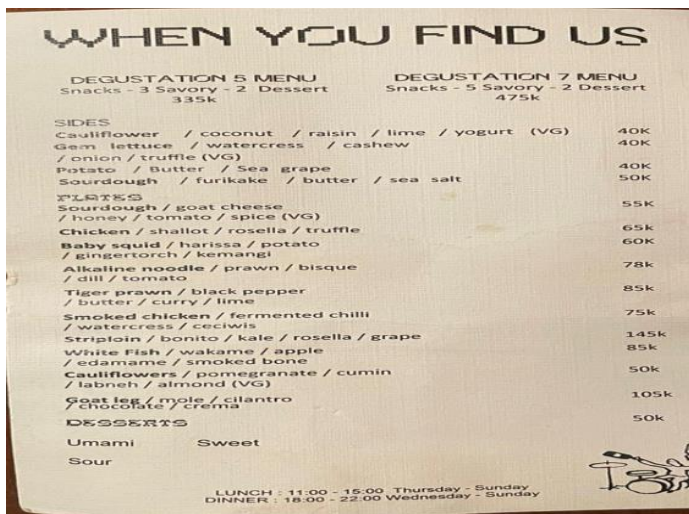 WHEN YOU FIND US
DEGUSTATION 5 MENU
Snacks - 3 Savory - 2 Dessert
335k
DEGUSTATION 7 MENU
Snacks - 5 Savory - 2 Dessert
475k
SIDES
Cauliflower / coconut / raisin / lime / yogurt (VG) 40K
Gem lettuce / watercress / cashew 40K
/ onion / truffle (VG)
Potato / Butter / Sea grape 40K
Sourdough / furikake / butter / sea salt 50K
PLATES
Sourdough / goat cheese 55K
/ honey / tomato / spice (VG)
Chicken / shallot / rosella / truffle 65k
Baby squid / harissa / potato 60K
/ gingertorch / kemangi
Alkaline noodle / prawn / bisque 78k
/ dill / tomato
Tiger prawn / black pepper 85k
/ butter / curry / lime
Smoked chicken / fermented chilli 75k
/ watercress / ceciwis
Striploin / bonito / kale / rosella / grape 145k
White Fish / wakame / apple 85k
/ edamame / smoked bone
Cauliflowers / pomegranate / cumin 50k
/ labneh / almond (VG)
Goat leg / mole / cilantro 105k
/ chocolate / crema
DESSERTS 50k
Umami Sweet
Sour
LUNCH : 11:00 - 15:00 Thursday - Sunday
DINNER : 18:00 - 22:00 Wednesday - Sunday